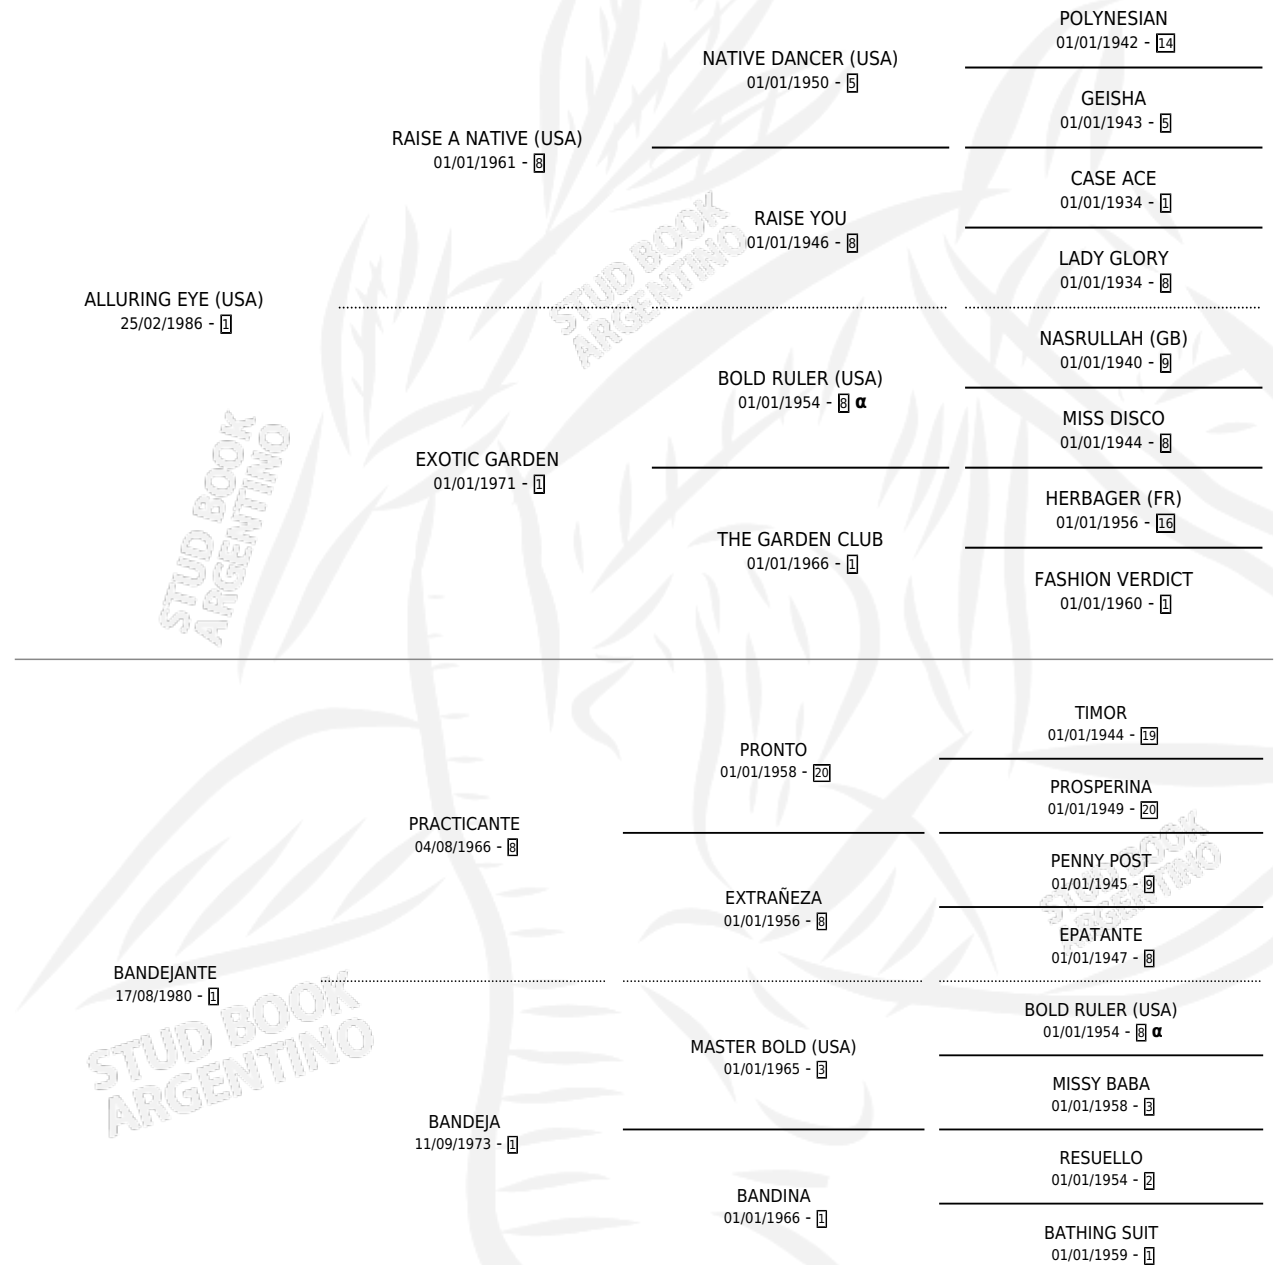 POLYNESIAN
01/01/1942 - 14
NATIVE DANCER (USA)
01/01/1950 - 5
GEISHA
01/01/1943 - 5
RAISE A NATIVE (USA)
01/01/1961 - 8
CASE ACE
01/01/1934 - 1
RAISE YOU
01/01/1946 - 8
LADY GLORY
01/01/1934 - 8
ALLURING EYE (USA)
25/02/1986 - 1
NASRULLAH (GB)
01/01/1940 - 9
BOLD RULER (USA)
01/01/1954 - 8 α
MISS DISCO
01/01/1944 - 8
EXOTIC GARDEN
01/01/1971 - 1
HERBAGER (FR)
01/01/1956 - 16
THE GARDEN CLUB
01/01/1966 - 1
FASHION VERDICT
01/01/1960 - 1
STUD BOOK
ARGENTINO
STUD BOOK
ARGENTINO
TIMOR
01/01/1944 - 19
PRONTO
01/01/1958 - 20
PROSPERINA
01/01/1949 - 20
PRACTICANTE
04/08/1966 - 8
PENNY POST
01/01/1945 - 9
EXTRAÑEZA
01/01/1956 - 8
EPATANTE
01/01/1947 - 8
BANDEJANTE
17/08/1980 - 1
BOLD RULER (USA)
01/01/1954 - 8 α
MASTER BOLD (USA)
01/01/1965 - 3
MISSY BABA
01/01/1958 - 3
BANDEJA
11/09/1973 - 1
RESUELLO
01/01/1954 - 2
BANDINA
01/01/1966 - 1
BATHING SUIT
01/01/1959 - 1
STUD BOOK
ARGENTINO
STUD BOOK
ARGENTINO